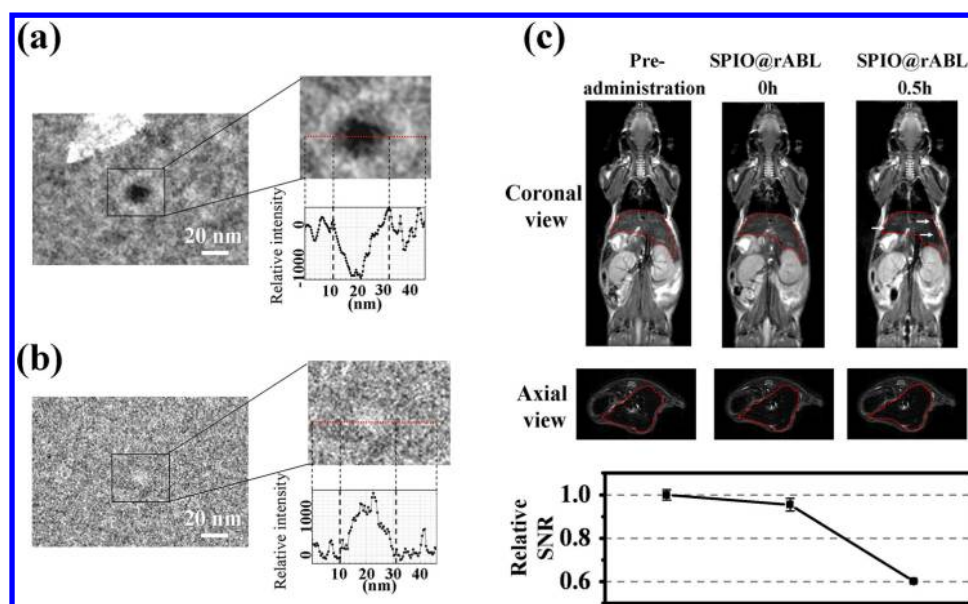 (a)
20 nm
Relative intensity
0
-1000
10 20 30 40
(nm)
(b)
20 nm
Relative intensity
1000
0
10 20 30 40
(nm)
(c)
Pre-
administration
SPIO@rABL
0h
SPIO@rABL
0.5h
Coronal
view
Axial
view
Relative
SNR
1.0
0.8
0.6